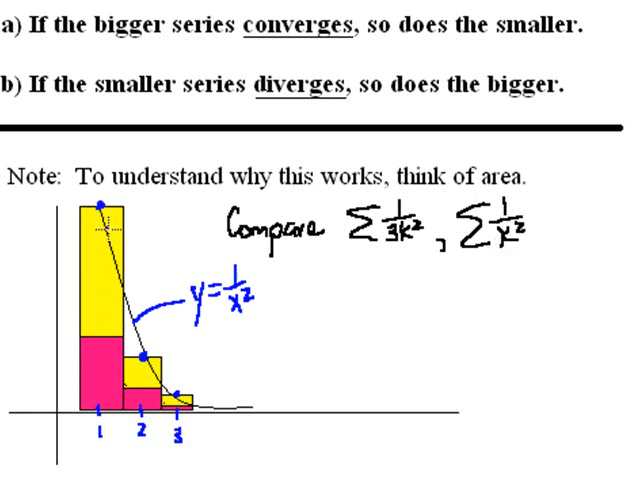 a) If the bigger series converges, so does the smaller.
b) If the smaller series diverges, so does the bigger.
Note: To understand why this works, think of area.
Compare ∑ 1/3k², ∑ 1/k²
y = 1/x²
1 2 3